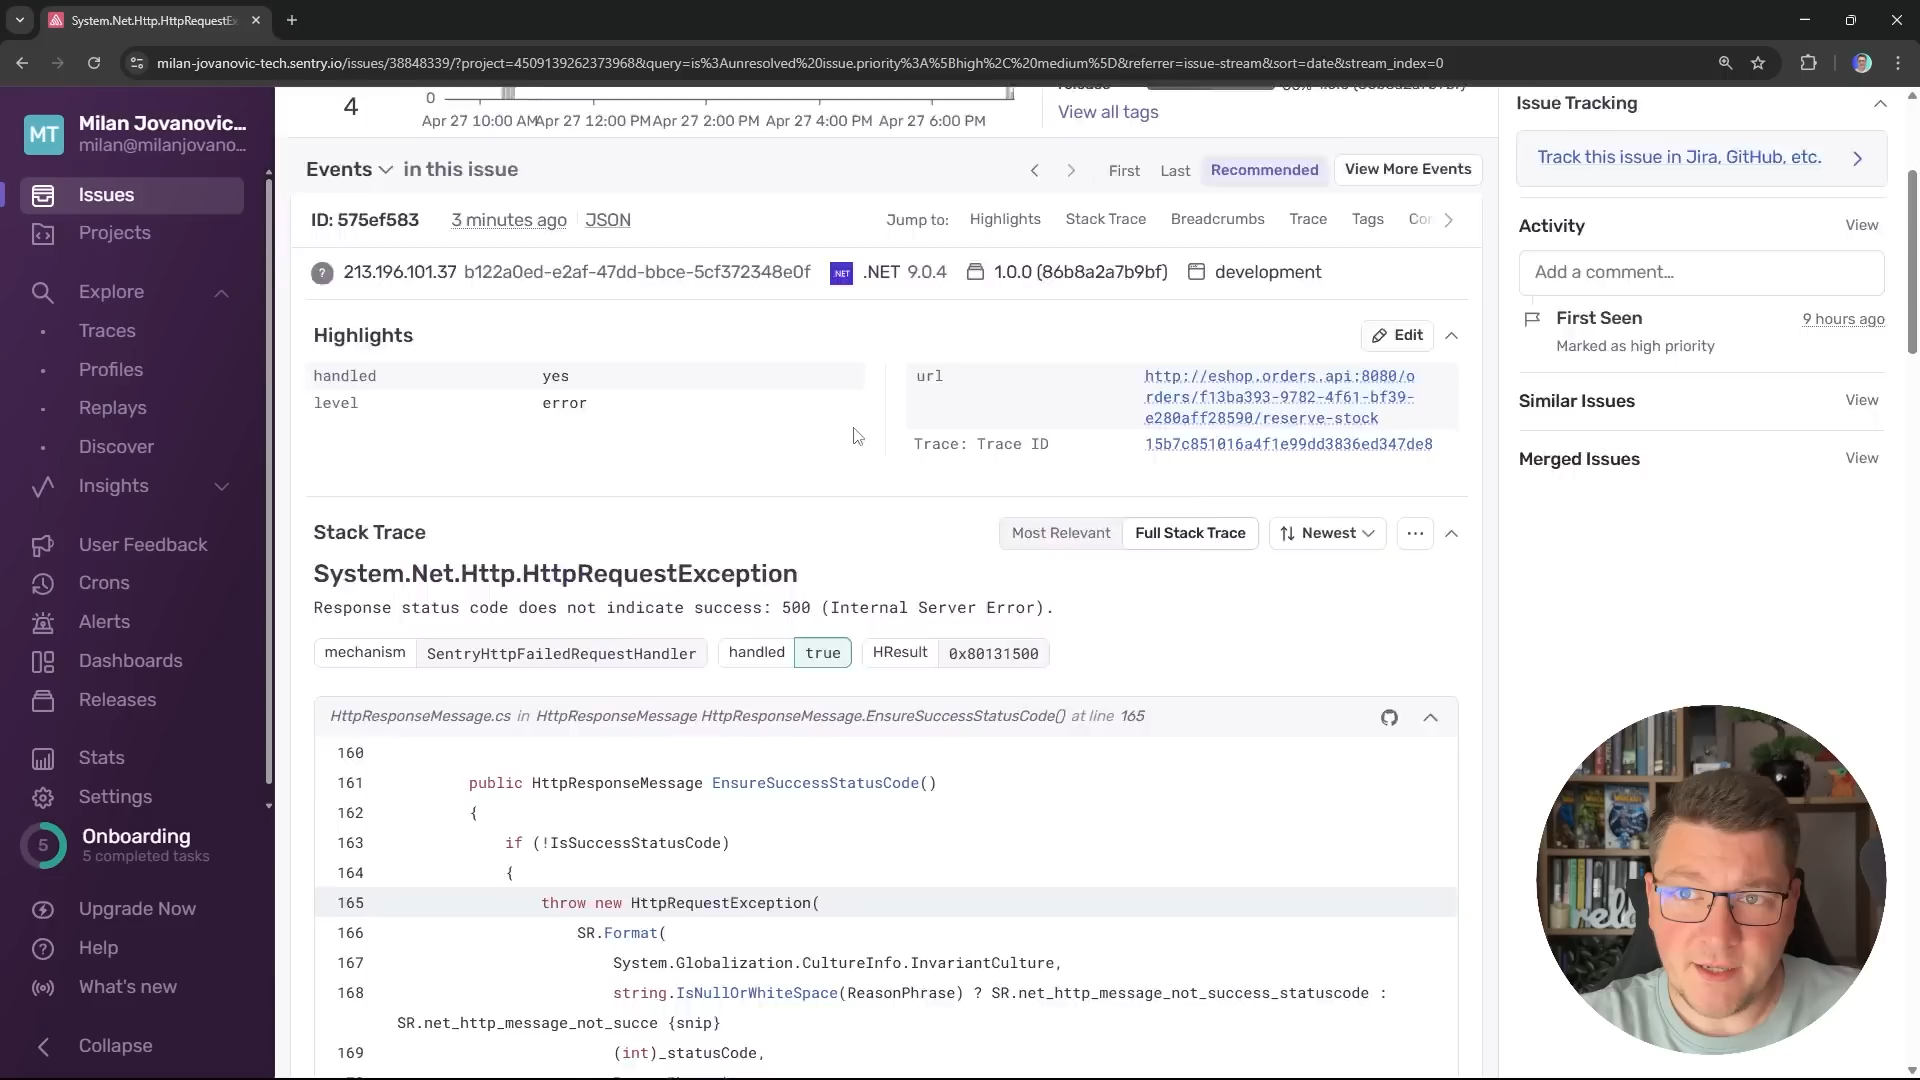 System.Net.Http.HttpRequestEx
milan-jovanovic-tech.sentry.io/issues/38848339/?project=4509139262373968&query=is%3Aunresolved%20issue.priority%3A%5Bhigh%2C%20medium%5D&referrer=issue-stream&sort=date&stream_index=0
MT
Milan Jovanovic...
milan@milanjovano...
Issues
Projects
Explore
Traces
Profiles
Replays
Discover
Insights
User Feedback
Crons
Alerts
Dashboards
Releases
Stats
Settings
5
Onboarding
5 completed tasks
Upgrade Now
Help
What's new
Collapse
4
0
Apr 27 10:00 AM
Apr 27 12:00 PM
Apr 27 2:00 PM
Apr 27 4:00 PM
Apr 27 6:00 PM
View all tags
Events in this issue
First
Last
Recommended
View More Events
ID: 575ef583
3 minutes ago
JSON
Jump to:
Highlights
Stack Trace
Breadcrumbs
Trace
Tags
? 213.196.101.37 b122a0ed-e2af-47dd-bbce-5cf372348e0f
.NET .NET 9.0.4
1.0.0 (86b8a2a7b9bf)
development
Highlights
Edit
handled yes
level error
url http://eshop.orders.api:8080/o
rders/f13ba393-9782-4f61-bf39-
e280aff28590/reserve-stock
Trace: Trace ID 15b7c851016a4f1e99dd3836ed347de8
Stack Trace
Most Relevant
Full Stack Trace
Newest
System.Net.Http.HttpRequestException
Response status code does not indicate success: 500 (Internal Server Error).
mechanism SentryHttpFailedRequestHandler
handled true
HResult 0x80131500
HttpResponseMessage.cs in HttpResponseMessage HttpResponseMessage.EnsureSuccessStatusCode() at line 165
160
161 public HttpResponseMessage EnsureSuccessStatusCode()
162 {
163 if (!IsSuccessStatusCode)
164 {
165 throw new HttpRequestException(
166 SR.Format(
167 System.Globalization.CultureInfo.InvariantCulture,
168 string.IsNullOrWhiteSpace(ReasonPhrase) ? SR.net_http_message_not_success_statuscode :
SR.net_http_message_not_succe {snip}
169 (int)_statusCode,
Issue Tracking
Track this issue in Jira, GitHub, etc.
Activity
View
Add a comment...
First Seen
9 hours ago
Marked as high priority
Similar Issues
View
Merged Issues
View